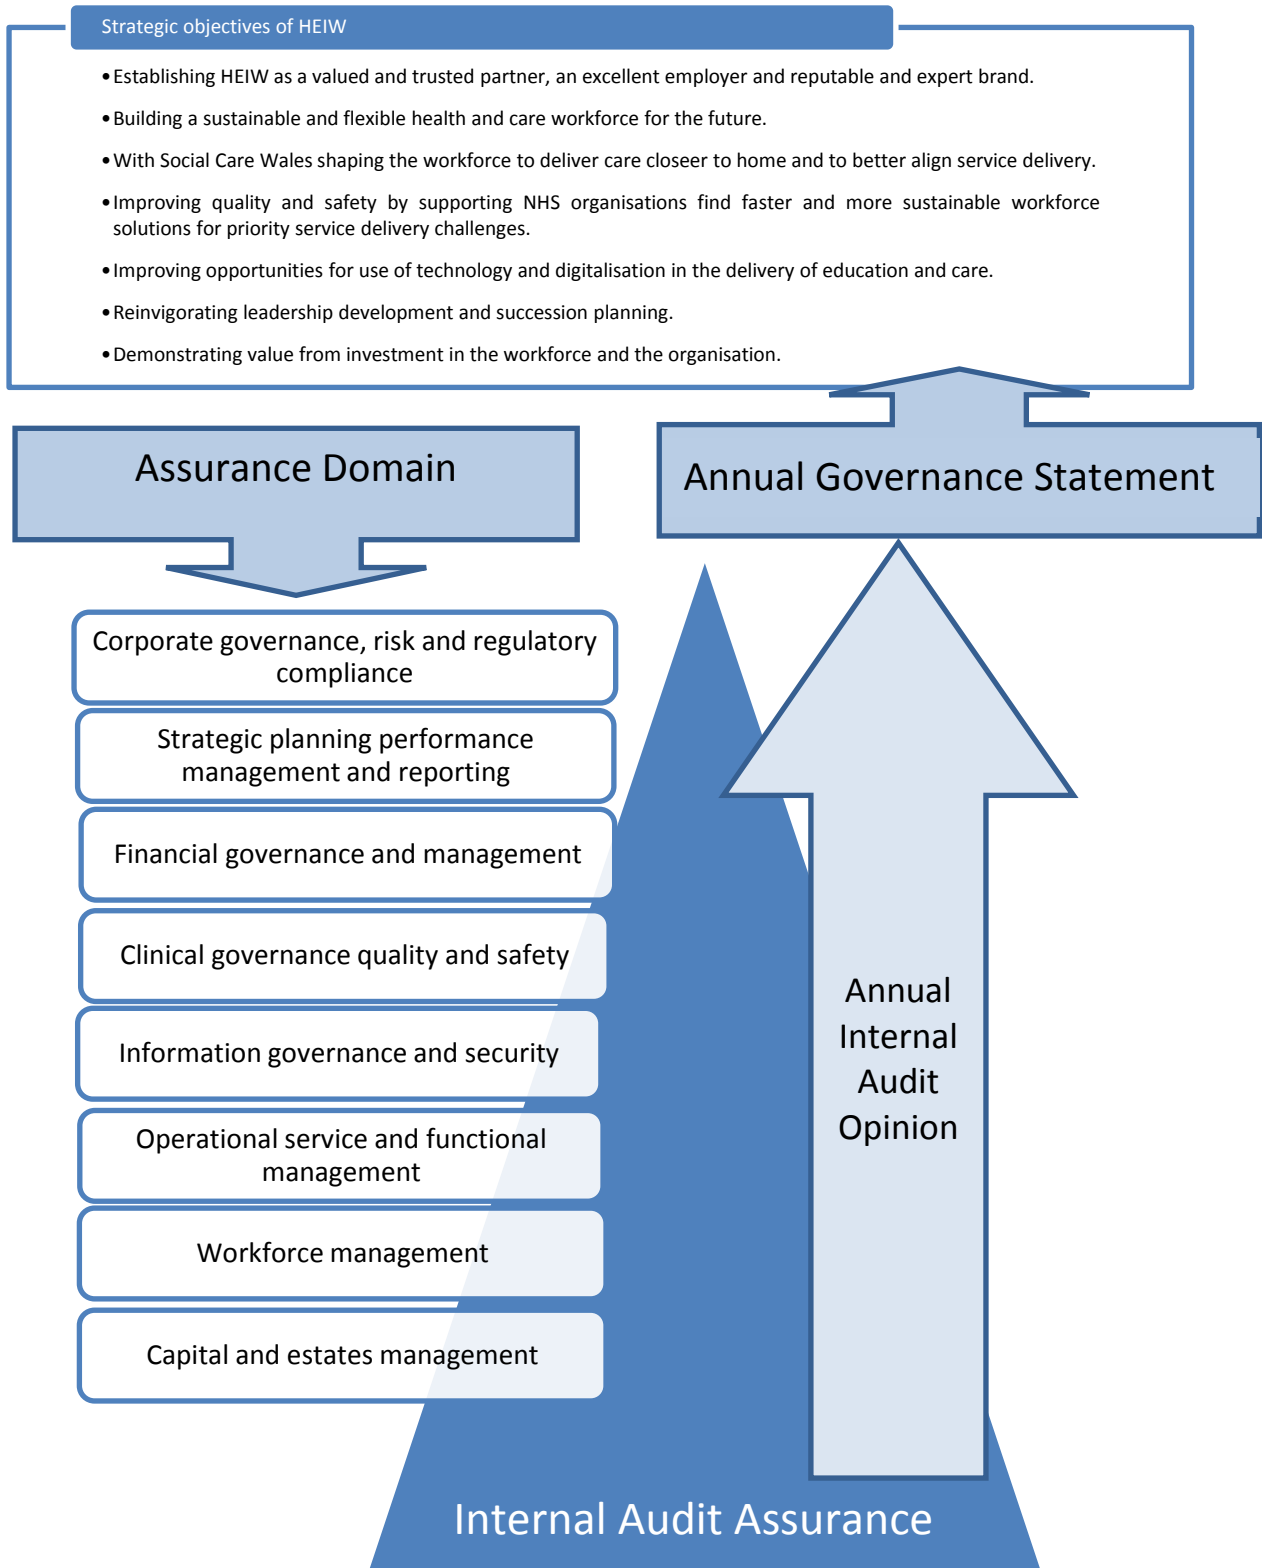 Strategic objectives of HEIW
•Establishing HEIW as a valued and trusted partner, an excellent employer and reputable and expert brand.
•Building a sustainable and flexible health and care workforce for the future.
•With Social Care Wales shaping the workforce to deliver care closeer to home and to better align service delivery.
•Improving quality and safety by supporting NHS organisations find faster and more sustainable workforce
solutions for priority service delivery challenges.
•Improving opportunities for use of technology and digitalisation in the delivery of education and care.
•Reinvigorating leadership development and succession planning.
•Demonstrating value from investment in the workforce and the organisation.
Assurance Domain
Annual Governance Statement
Corporate governance, risk and regulatory
compliance
Strategic planning performance
management and reporting
Financial governance and management
Clinical governance quality and safety
Information governance and security
Operational service and functional
management
Workforce management
Capital and estates management
Annual
Internal
Audit
Opinion
Internal Audit Assurance